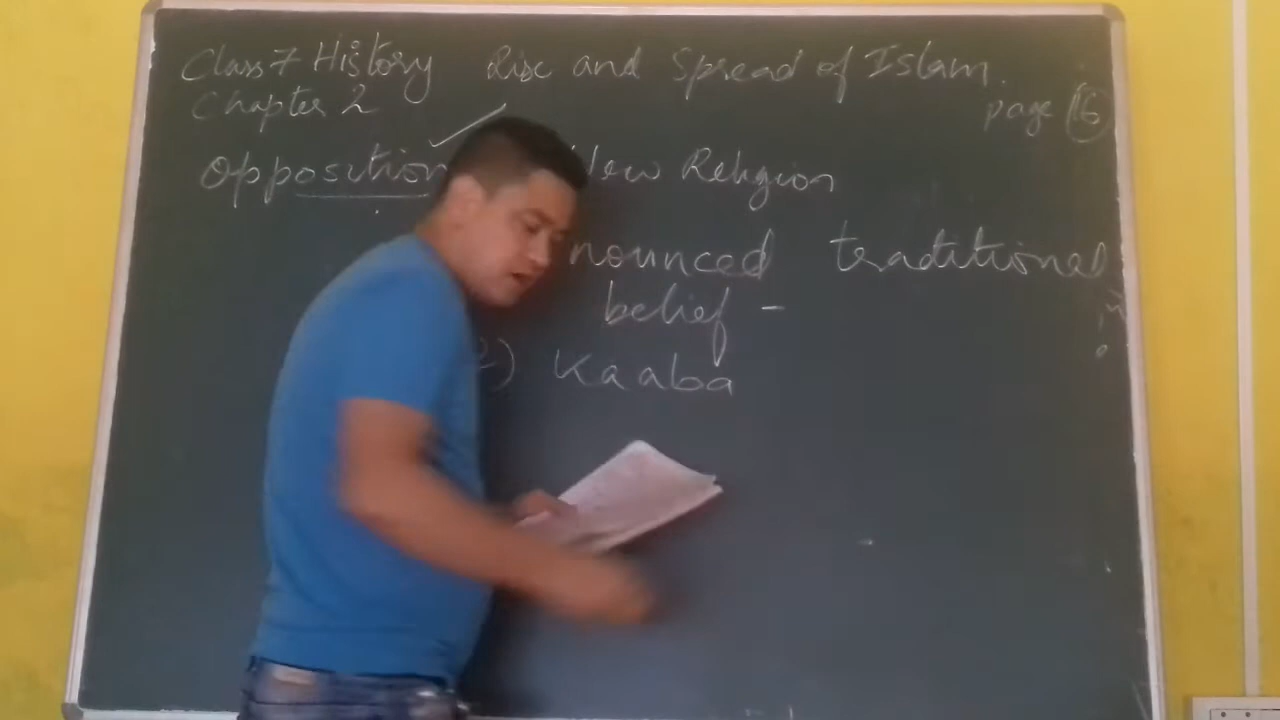 Class 7 History Rise and Spread of Islam.
Chapter 2 page 16
Opposition New Religion
nounced traditional
belief -
2) Kaaba